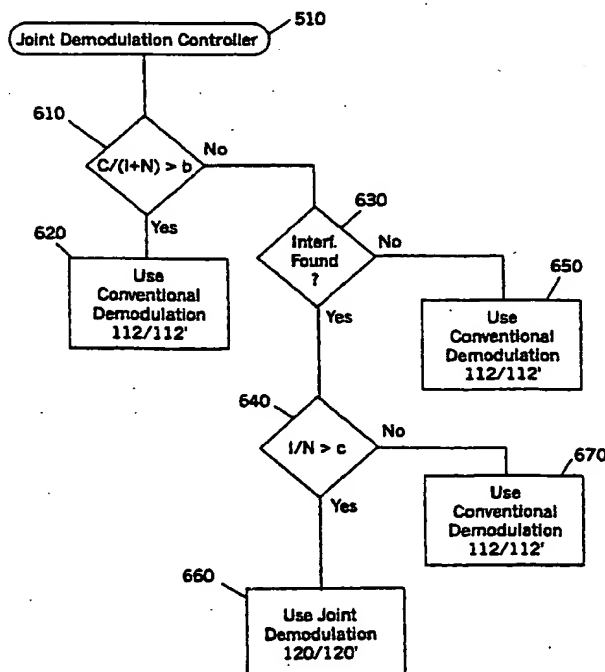 Joint Demodulation Controller
510
610
C/(I+N) > b
No
Yes
620
Use
Conventional
Demodulation
112/112'
630
Interf.
Found
?
No
Yes
650
Use
Conventional
Demodulation
112/112'
640
I/N > c
No
Yes
670
Use
Conventional
Demodulation
112/112'
660
Use Joint
Demodulation
120/120'